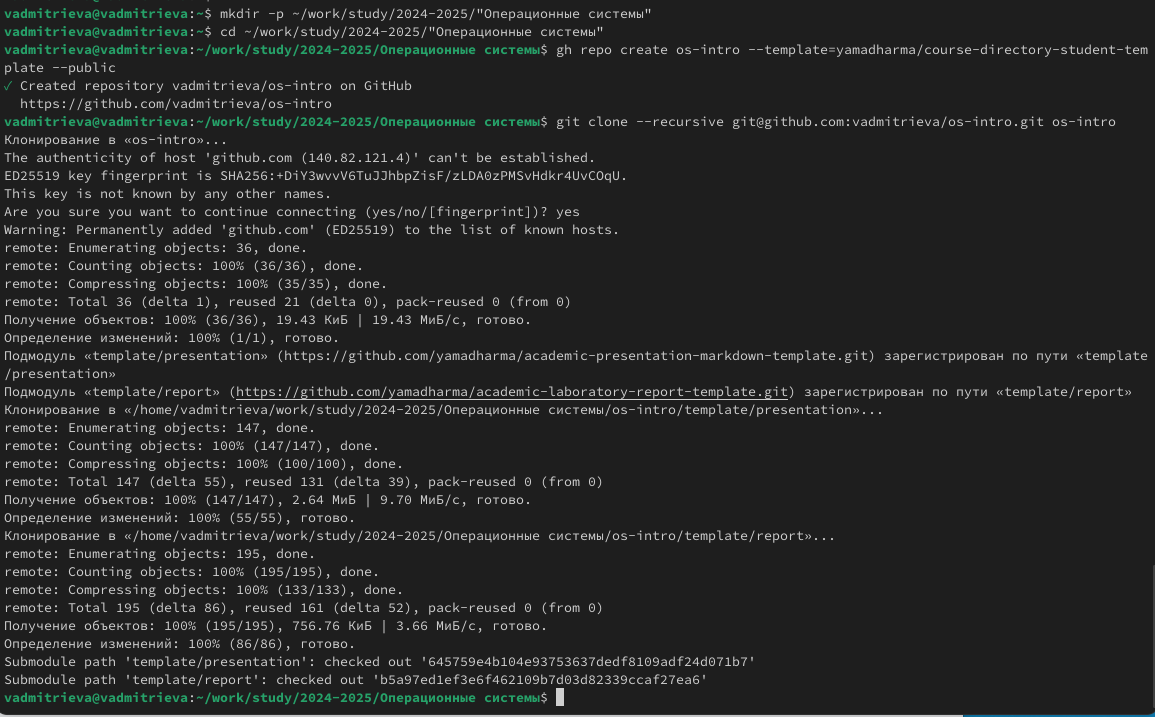 vadmitrieva@vadmitrieva:~$ mkdir -p ~/work/study/2024-2025/"Операционные системы"
vadmitrieva@vadmitrieva:~$ cd ~/work/study/2024-2025/"Операционные системы"
vadmitrieva@vadmitrieva:~/work/study/2024-2025/Операционные системы$ gh repo create os-intro --template=yamadharma/course-directory-student-tem
plate --public
✓ Created repository vadmitrieva/os-intro on GitHub
  https://github.com/vadmitrieva/os-intro
vadmitrieva@vadmitrieva:~/work/study/2024-2025/Операционные системы$ git clone --recursive git@github.com:vadmitrieva/os-intro.git os-intro
Клонирование в «os-intro»...
The authenticity of host 'github.com (140.82.121.4)' can't be established.
ED25519 key fingerprint is SHA256:+DiY3wvvV6TuJJhbpZisF/zLDA0zPMSvHdkr4UvCOqU.
This key is not known by any other names.
Are you sure you want to continue connecting (yes/no/[fingerprint])? yes
Warning: Permanently added 'github.com' (ED25519) to the list of known hosts.
remote: Enumerating objects: 36, done.
remote: Counting objects: 100% (36/36), done.
remote: Compressing objects: 100% (35/35), done.
remote: Total 36 (delta 1), reused 21 (delta 0), pack-reused 0 (from 0)
Получение объектов: 100% (36/36), 19.43 КиБ | 19.43 МиБ/с, готово.
Определение изменений: 100% (1/1), готово.
Подмодуль «template/presentation» (https://github.com/yamadharma/academic-presentation-markdown-template.git) зарегистрирован по пути «template
/presentation»
Подмодуль «template/report» (https://github.com/yamadharma/academic-laboratory-report-template.git) зарегистрирован по пути «template/report»
Клонирование в «/home/vadmitrieva/work/study/2024-2025/Операционные системы/os-intro/template/presentation»...
remote: Enumerating objects: 147, done.
remote: Counting objects: 100% (147/147), done.
remote: Compressing objects: 100% (100/100), done.
remote: Total 147 (delta 55), reused 131 (delta 39), pack-reused 0 (from 0)
Получение объектов: 100% (147/147), 2.64 МиБ | 9.70 МиБ/с, готово.
Определение изменений: 100% (55/55), готово.
Клонирование в «/home/vadmitrieva/work/study/2024-2025/Операционные системы/os-intro/template/report»...
remote: Enumerating objects: 195, done.
remote: Counting objects: 100% (195/195), done.
remote: Compressing objects: 100% (133/133), done.
remote: Total 195 (delta 86), reused 161 (delta 52), pack-reused 0 (from 0)
Получение объектов: 100% (195/195), 756.76 КиБ | 3.66 МиБ/с, готово.
Определение изменений: 100% (86/86), готово.
Submodule path 'template/presentation': checked out '645759e4b104e93753637dedf8109adf24d071b7'
Submodule path 'template/report': checked out 'b5a97ed1ef3e6f462109b7d03d82339ccaf27ea6'
vadmitrieva@vadmitrieva:~/work/study/2024-2025/Операционные системы$